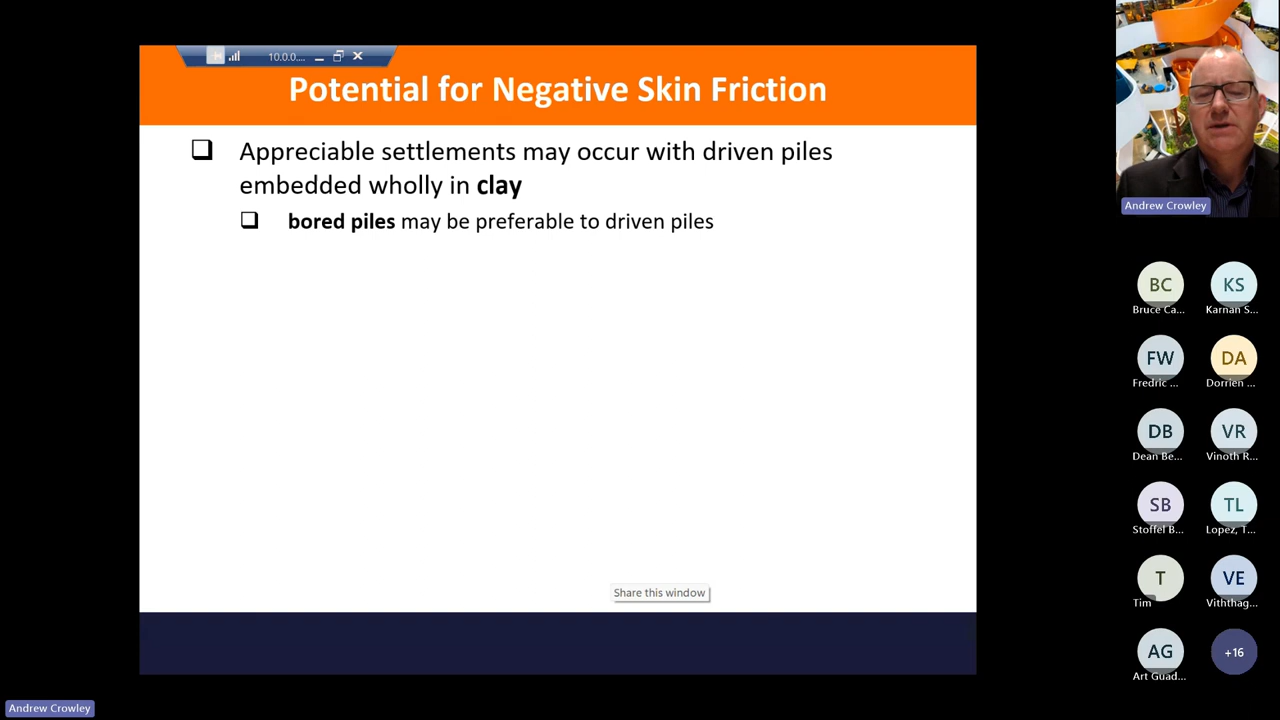 10.0.0....
Potential for Negative Skin Friction
Appreciable settlements may occur with driven piles
embedded wholly in clay
bored piles may be preferable to driven piles
Share this window
Andrew Crowley
BC
KS
Bruce Ca...
Karnan S...
FW
DA
Fredric ...
Dorrien ...
DB
VR
Dean Be...
Vinoth R...
SB
TL
Stoffel B...
Lopez, T...
T
VE
Tim
Viththag...
AG
+16
Art Guad...
Andrew Crowley